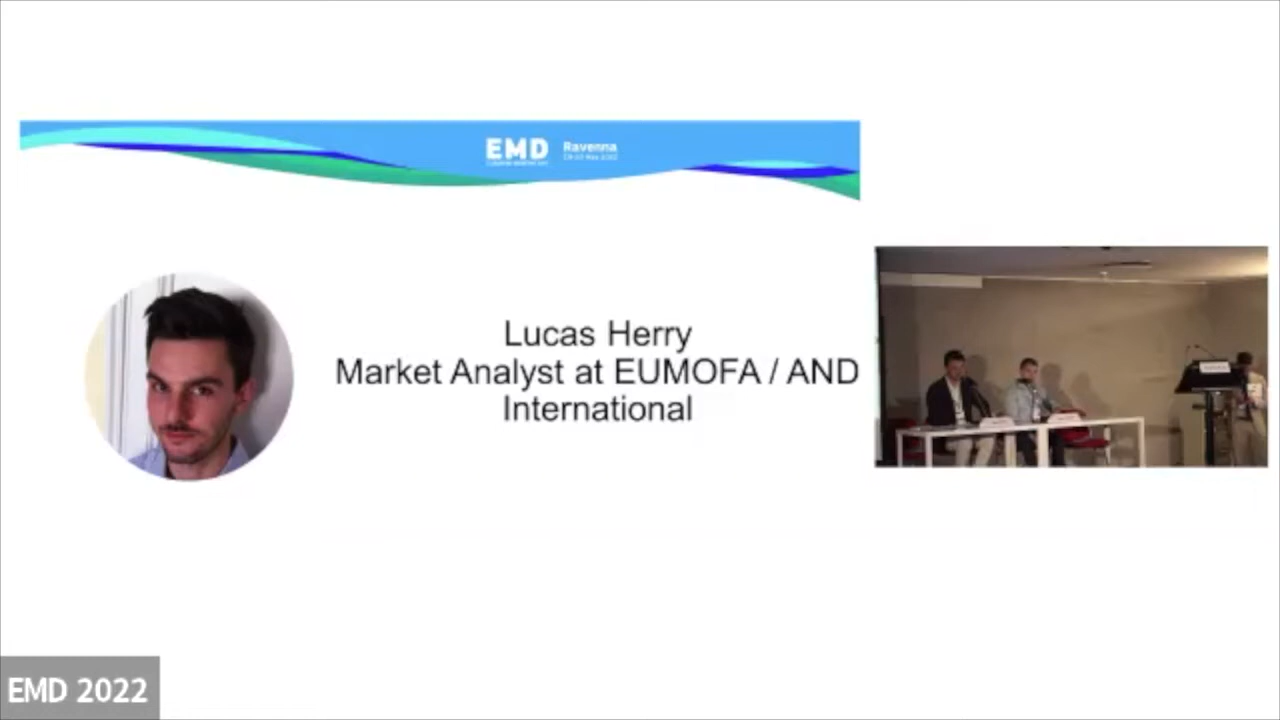 EMD
Ravenna
Lucas Herry
Market Analyst at EUMOFA / AND
International
EMD 2022